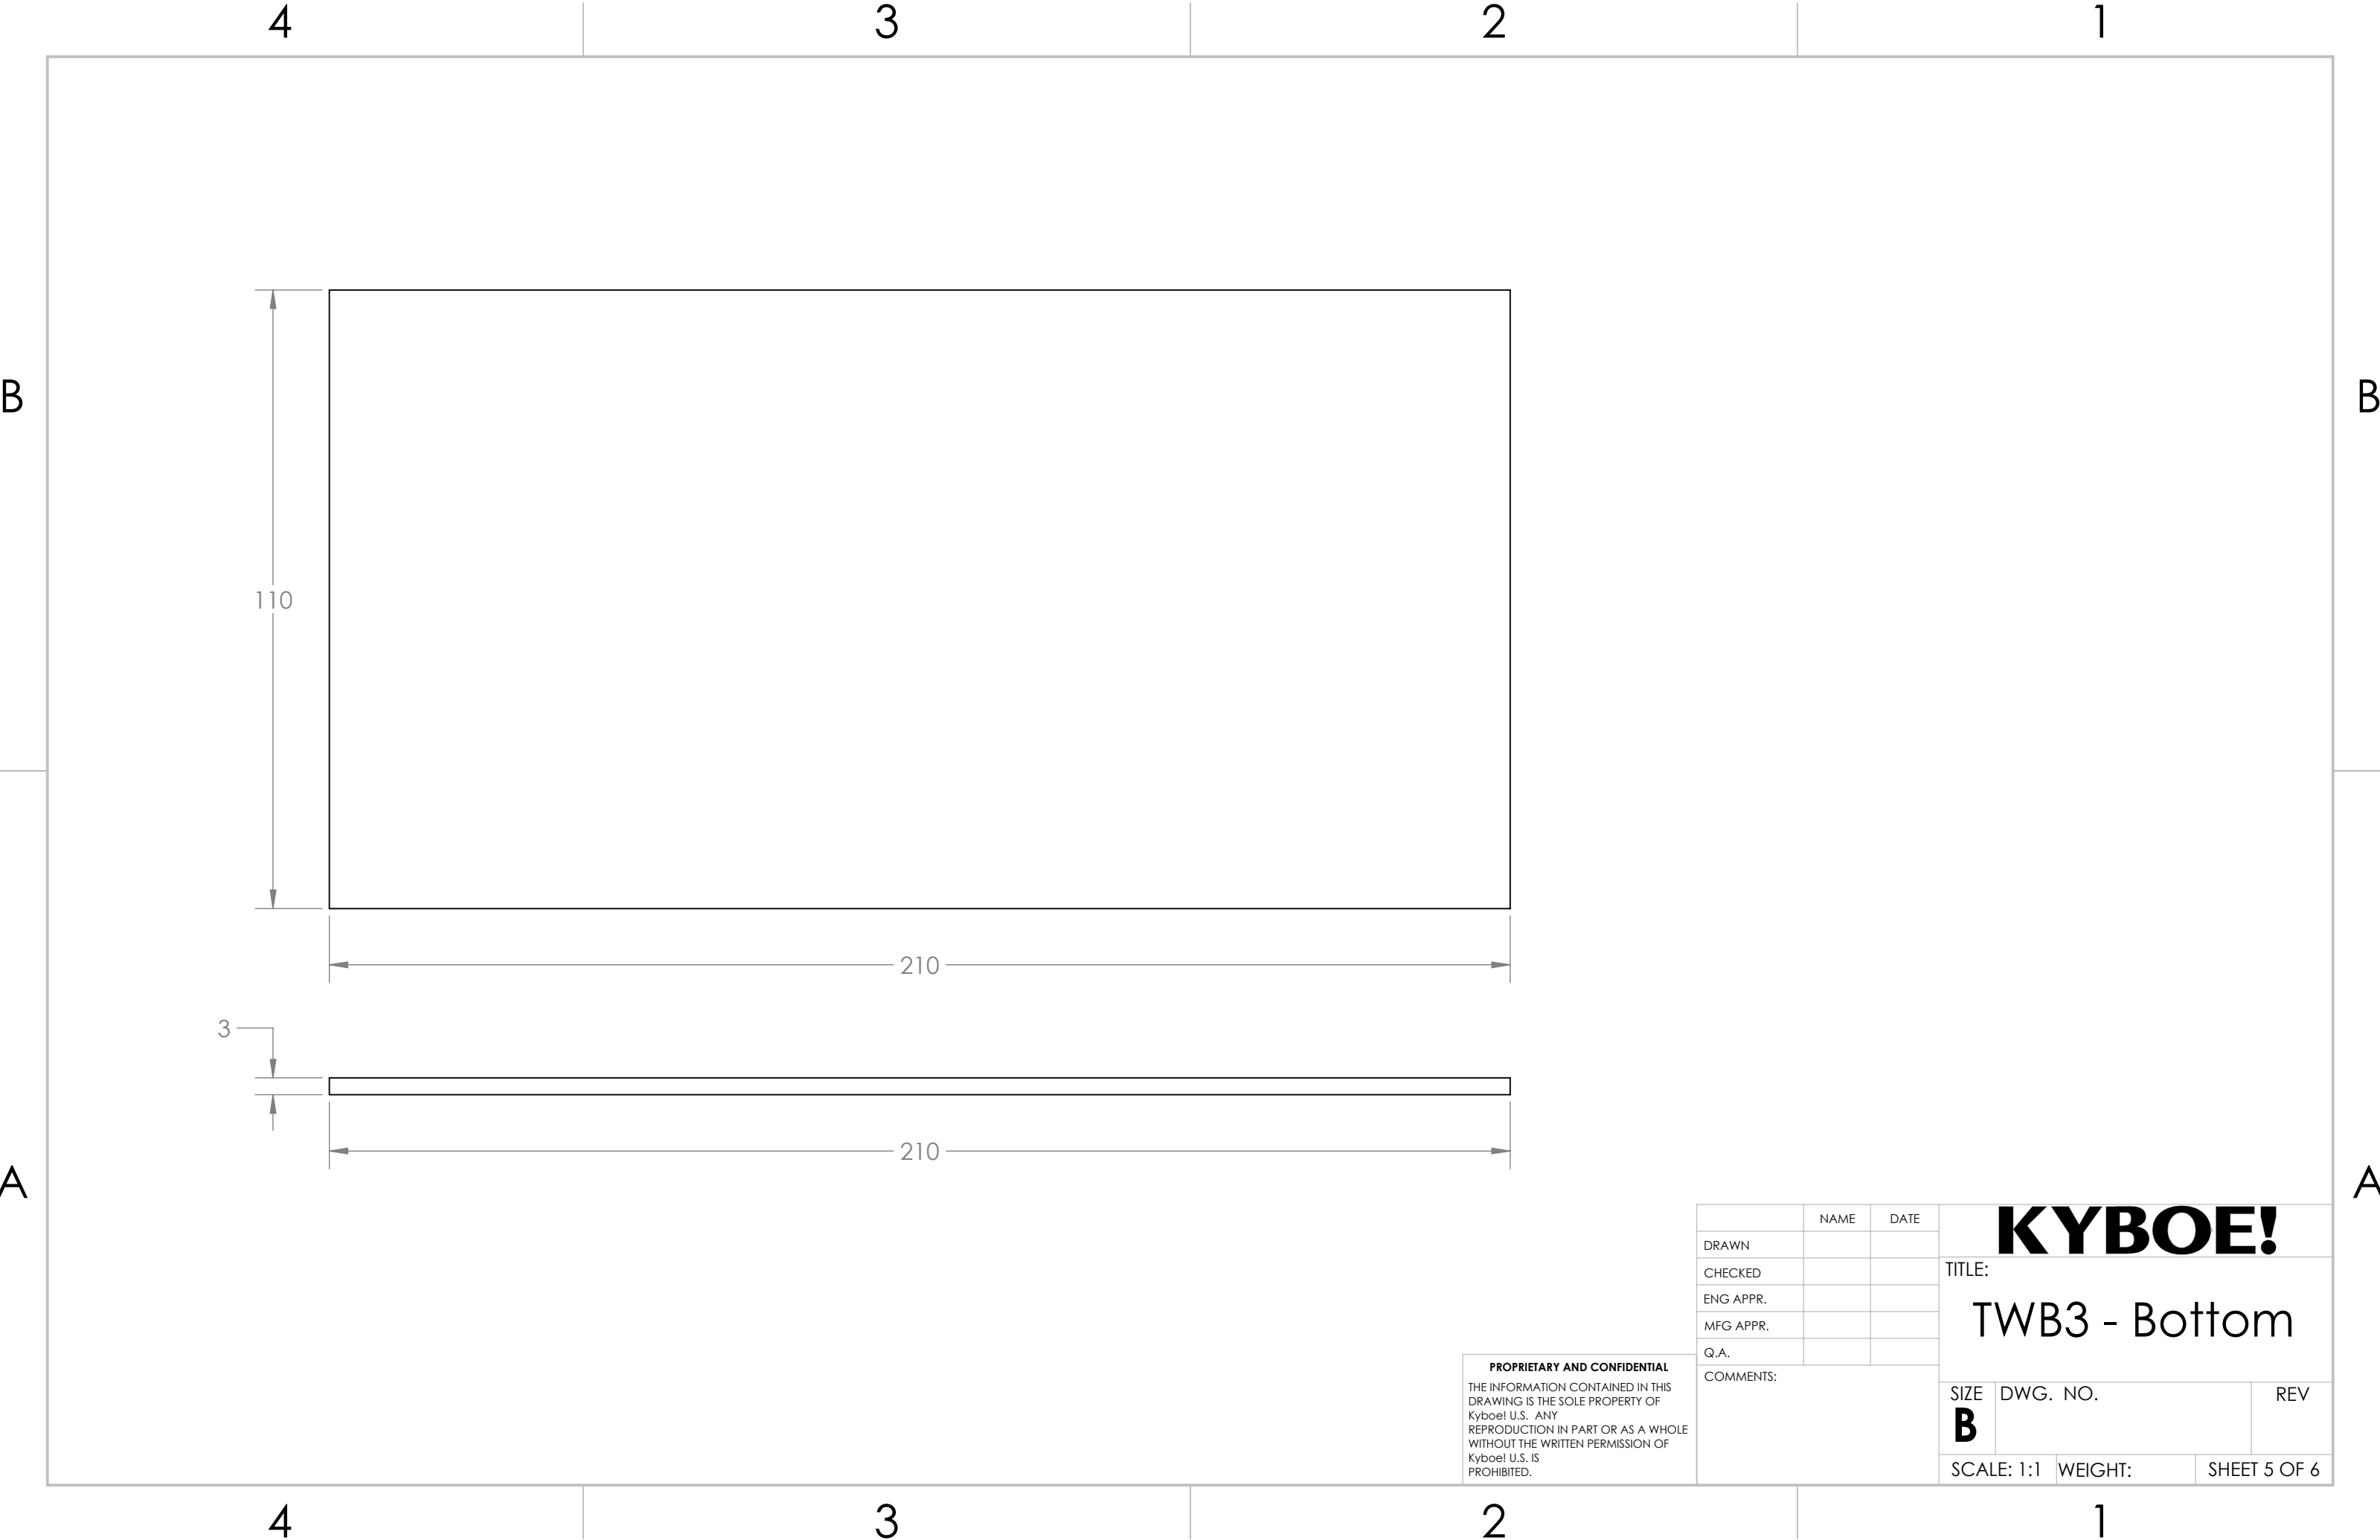 4 3 2 1
B B
110
210
3
210
A A
NAME DATE
DRAWN
CHECKED
ENG APPR.
MFG APPR.
Q.A.
COMMENTS:
KYBOE!
TITLE:
TWB3 - Bottom
PROPRIETARY AND CONFIDENTIAL
THE INFORMATION CONTAINED IN THIS
DRAWING IS THE SOLE PROPERTY OF
Kyboe! U.S. ANY
REPRODUCTION IN PART OR AS A WHOLE
WITHOUT THE WRITTEN PERMISSION OF
Kyboe! U.S. IS
PROHIBITED.
SIZE DWG. NO. REV
B
SCALE: 1:1 WEIGHT: SHEET 5 OF 6
4 3 2 1